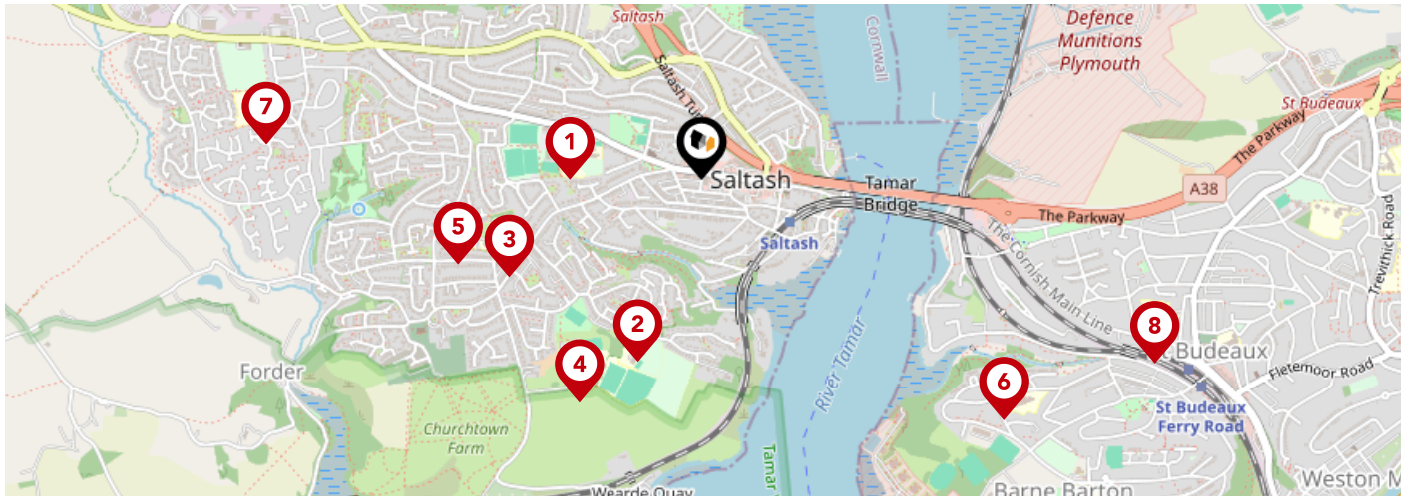 Saltash
Cornwall
Defence
Munitions
Plymouth
Saltash Tu
St Budeaux
The Parkway
7
1
Saltash
Tamar
Bridge
A38
The Parkway
5
3
Saltash
The Cornish Main Line
Trevithick Road
2
8
Budeaux
4
River Tamar
6
Forder
Fletemoor Road
St Budeaux
Ferry Road
Churchtown
Farm
Tamar
Wearde Quay
Barne Barton
Weston M